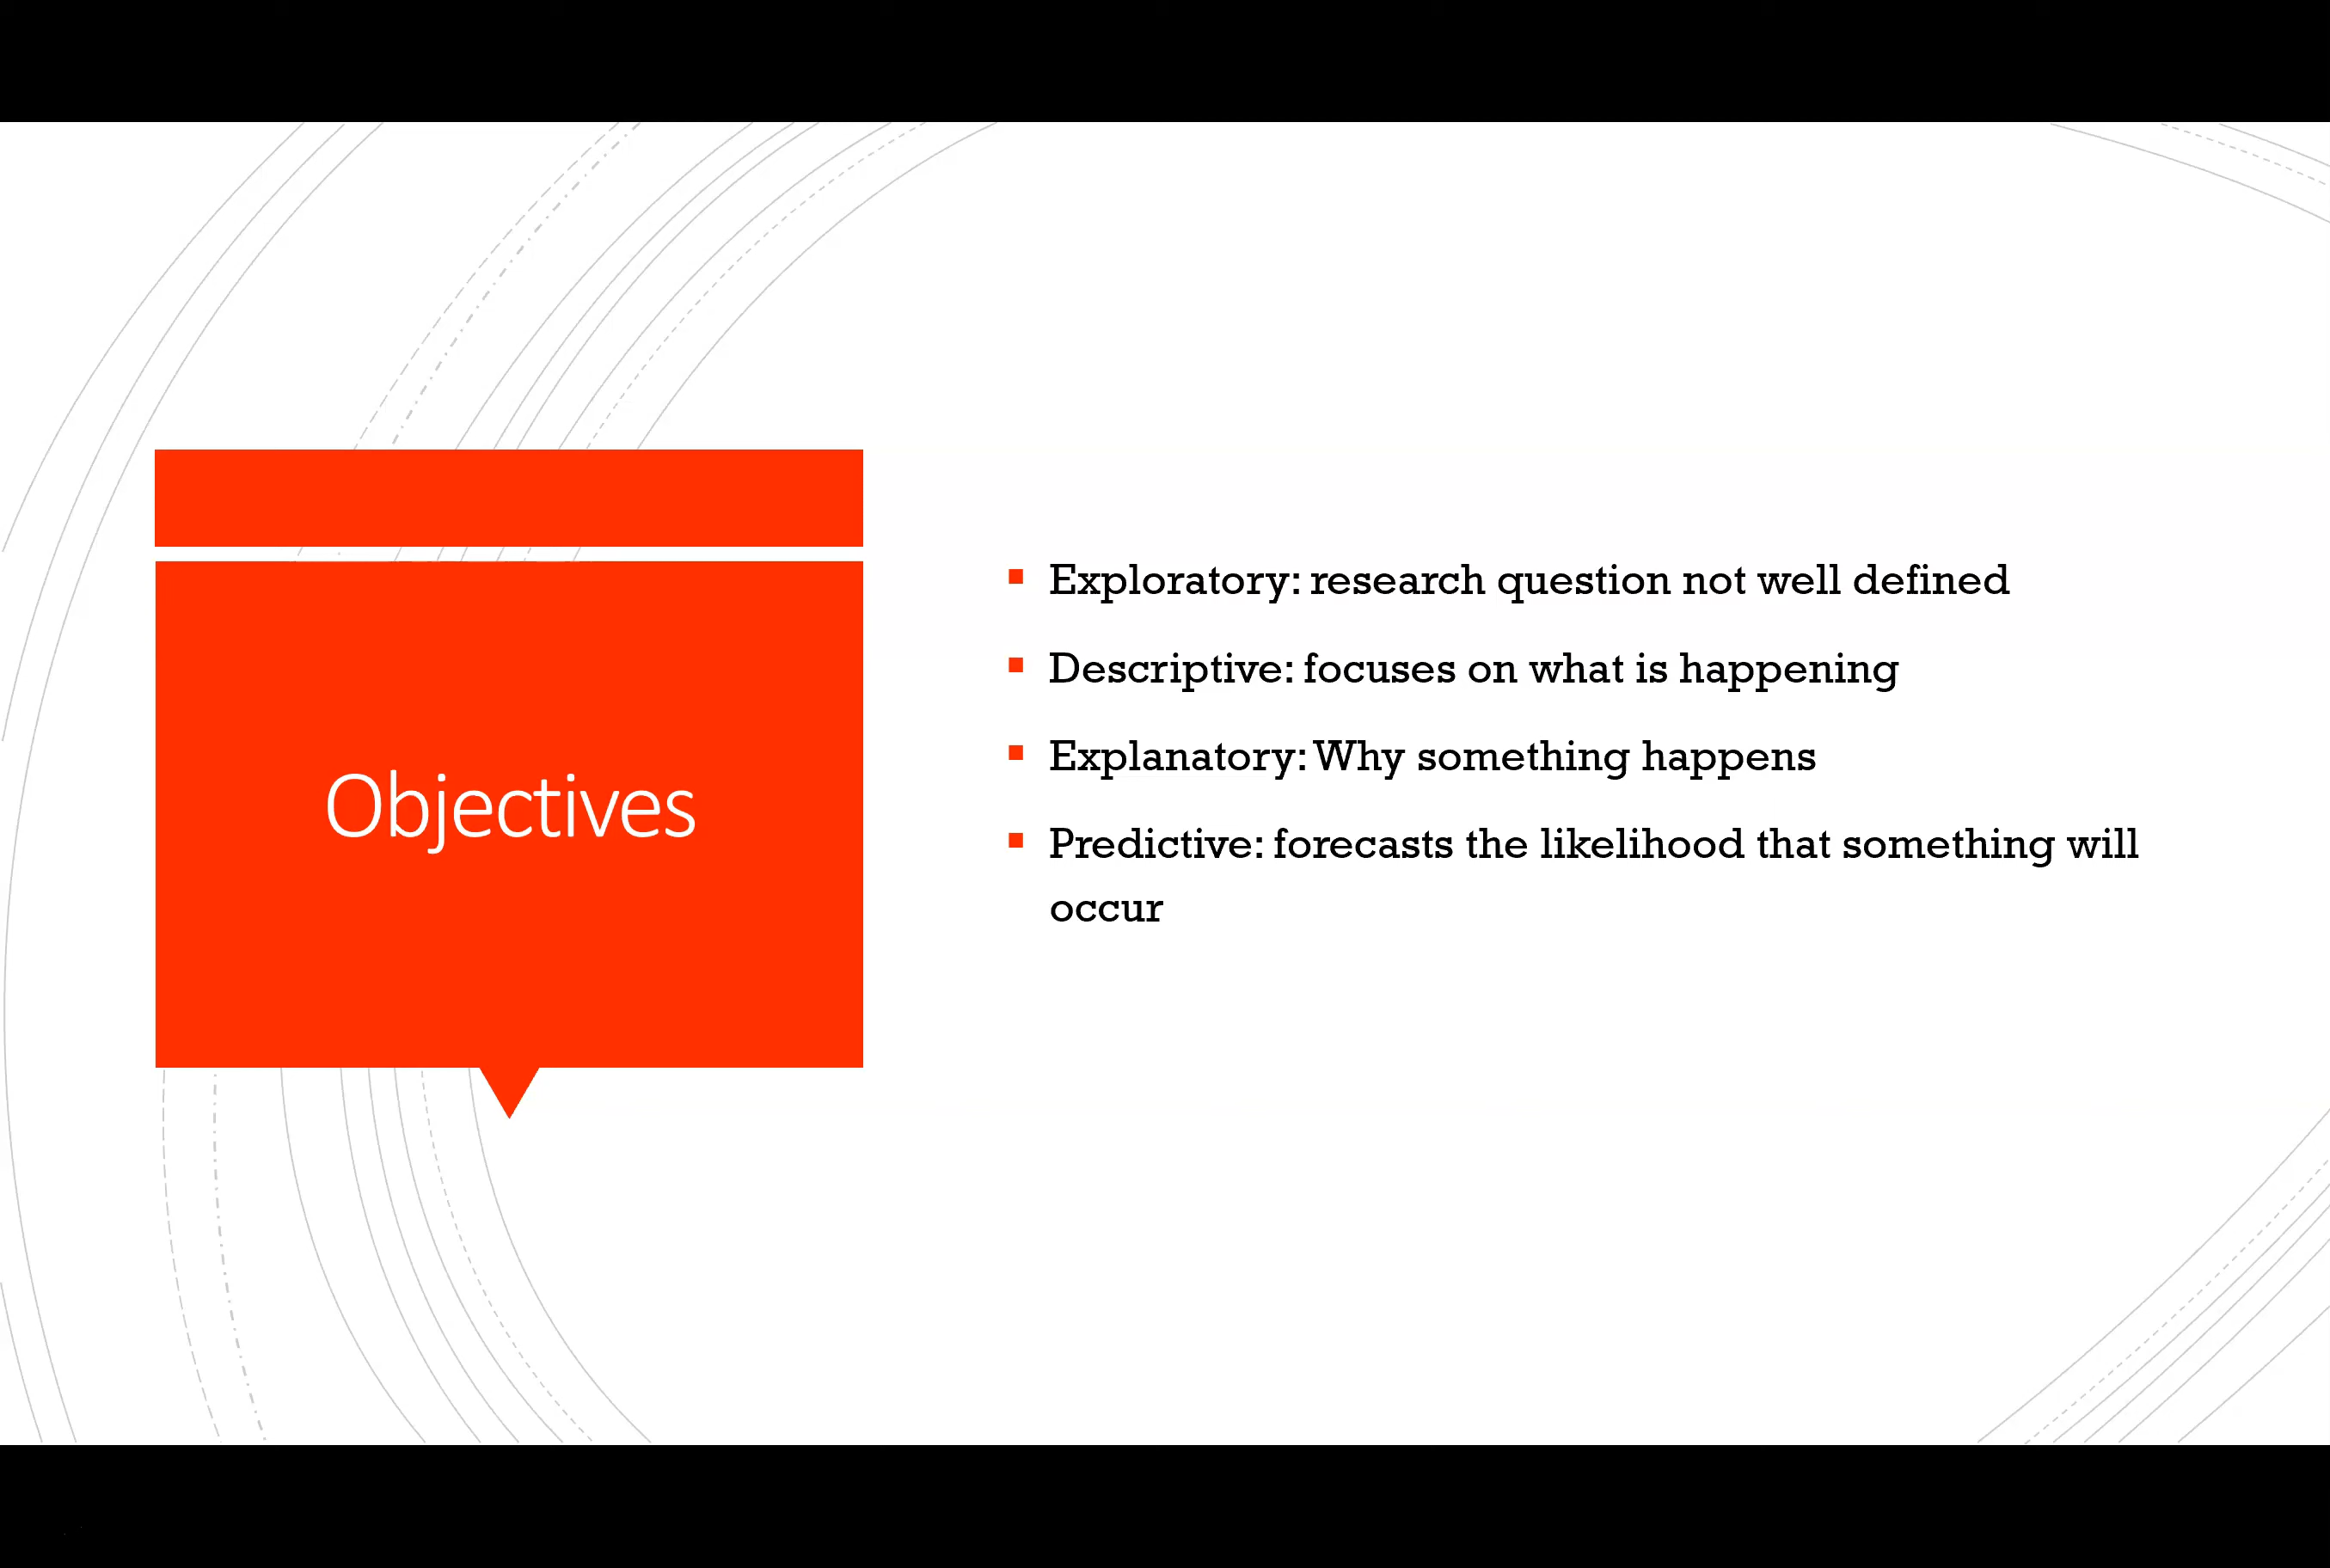 Objectives
Exploratory: research question not well defined
Descriptive: focuses on what is happening
Explanatory: Why something happens
Predictive: forecasts the likelihood that something will
occur